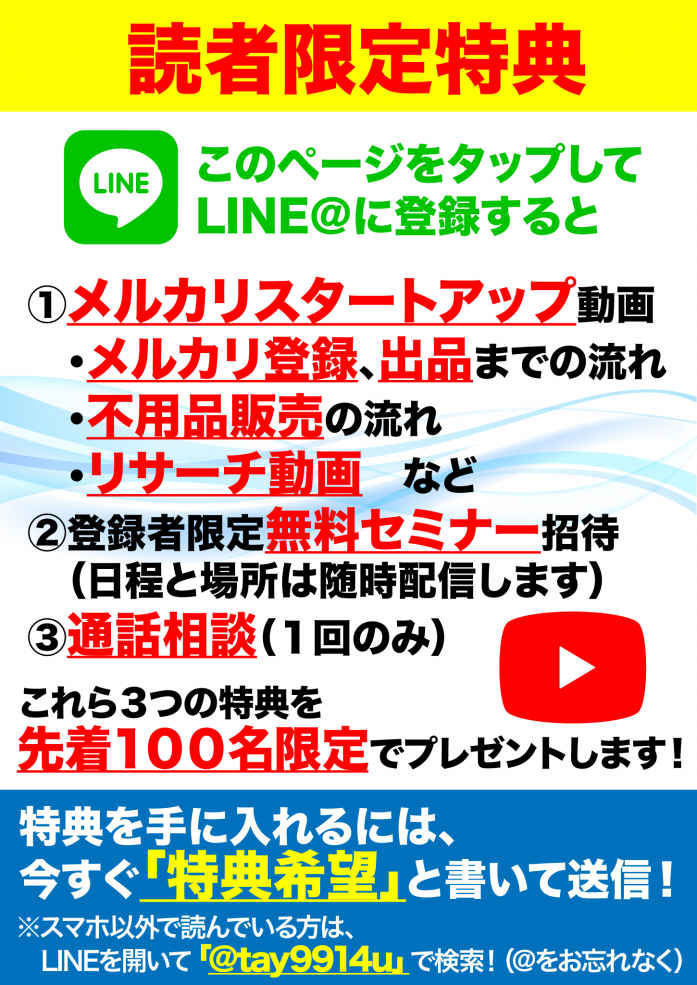 読者限定特典
LINE
このページをタップして
LINE@に登録すると
①メルカリスタートアップ動画
・メルカリ登録、出品までの流れ
・不用品販売の流れ
・リサーチ動画　など
②登録者限定無料セミナー招待
（日程と場所は随時配信します）
③通話相談（１回のみ）
これら３つの特典を
先着１００名限定でプレゼントします！
特典を手に入れるには、
今すぐ「特典希望」と書いて送信！
※スマホ以外で読んでいる方は、
LINEを開いて「@tay9914u」で検索！（@をお忘れなく）